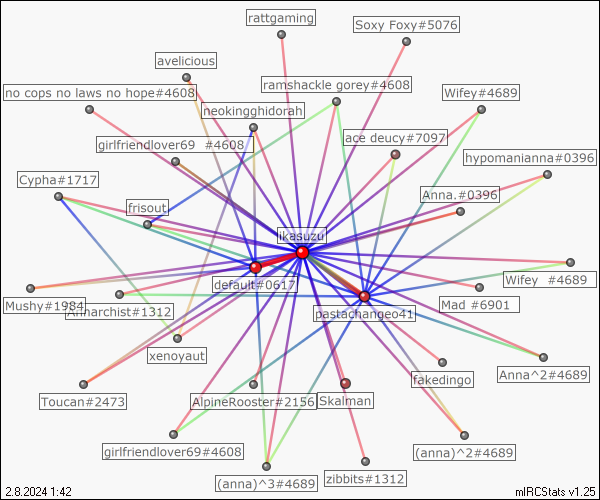 rattgaming
Soxy Foxy#5076
avelicious
no cops no laws no hope#4608
ramshackle gorey#4608
Wifey#4689
neokingghidorah
girlfriendlover69 #4608
ace deucy#7097
hypomanianna#0396
Cypha#1717
Anna.#0396
frisout
ikasuzu
default#0617
Wifey #4689
Mushy#1984
Annarchist#1312
Mad #6901
pastachangeo41
xenoyaut
fakedingo
Anna^2#4689
Toucan#2473
AlpineRooster#2156
Skalman
girlfriendlover69#4608
(anna)^2#4689
(anna)^3#4689
zibbits#1312
2.8.2024 1:42
mIRCStats v1.25